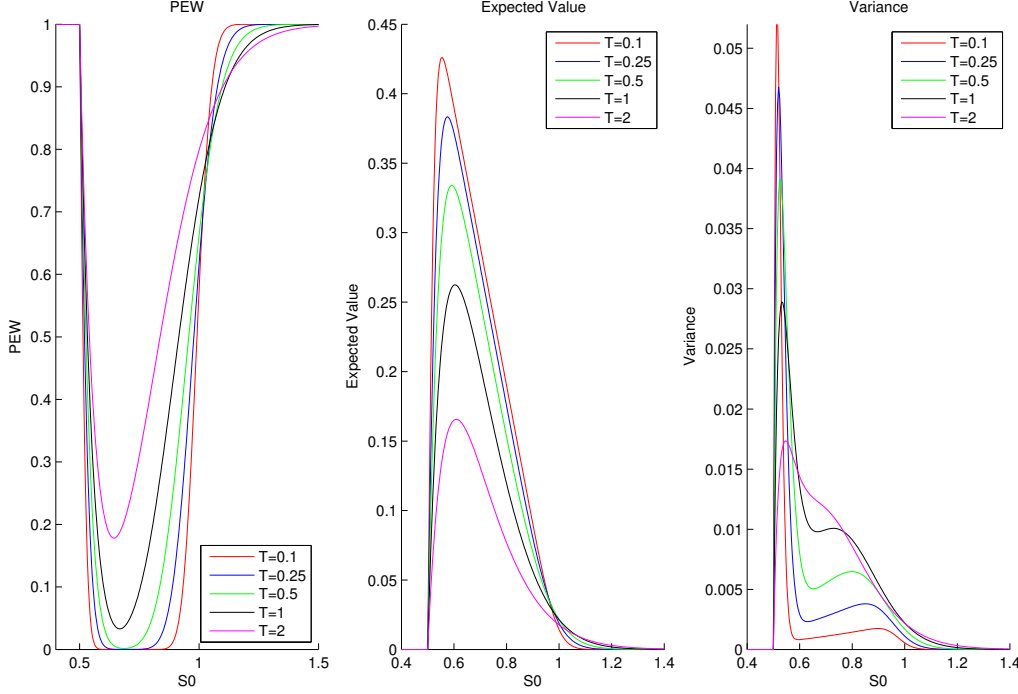 PEW
1
0.9
0.8
0.7
0.6
0.5
0.4
0.3
0.2
0.1
0
0.5
1
1.5
PEW
S0
T=0.1
T=0.25
T=0.5
T=1
T=2
Expected Value
0.45
0.4
0.35
0.3
0.25
0.2
0.15
0.1
0.05
0
0.4
0.6
0.8
1
1.2
1.4
Expected Value
S0
T=0.1
T=0.25
T=0.5
T=1
T=2
Variance
0.05
0.045
0.04
0.035
0.03
0.025
0.02
0.015
0.01
0.005
0
0.4
0.6
0.8
1
1.2
1.4
Variance
S0
T=0.1
T=0.25
T=0.5
T=1
T=2